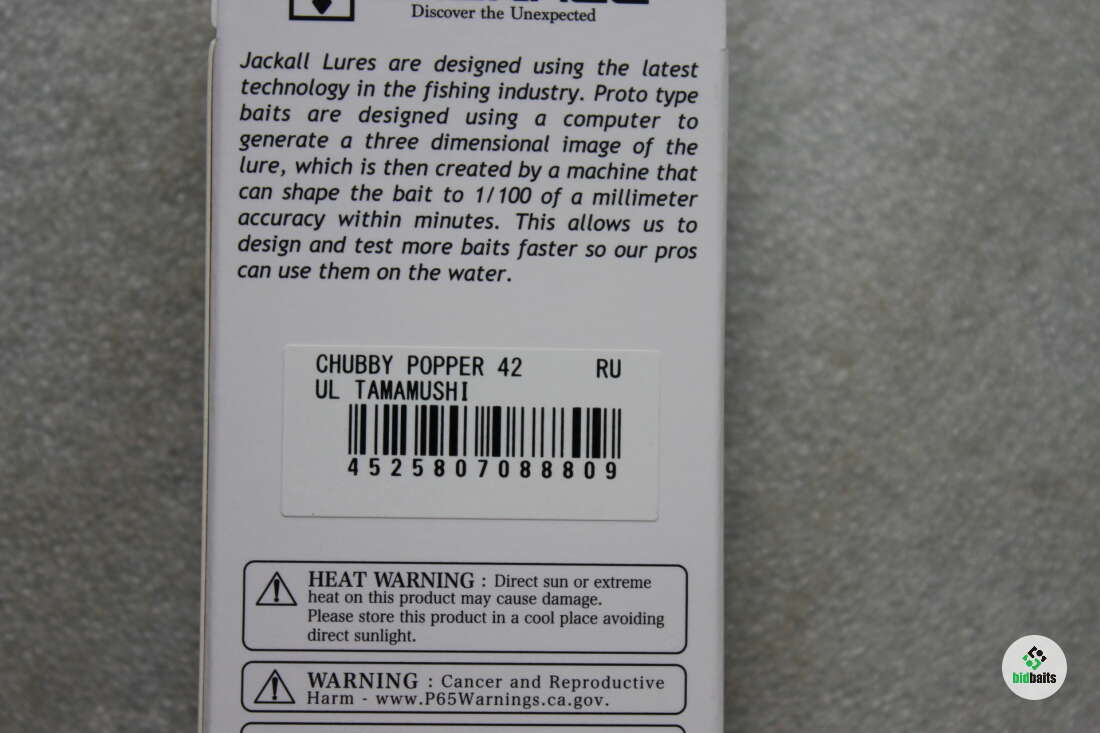 Discover the Unexpected
Jackall Lures are designed using the latest
technology in the fishing industry. Proto type
baits are designed using a computer to
generate a three dimensional image of the
lure, which is then created by a machine that
can shape the bait to 1/100 of a millimeter
accuracy within minutes. This allows us to
design and test more baits faster so our pros
can use them on the water.
CHUBBY POPPER 42 RU
UL TAMAMUSHI
4525807088809
HEAT WARNING : Direct sun or extreme
heat on this product may cause damage.
Please store this product in a cool place avoiding
direct sunlight.
WARNING : Cancer and Reproductive
Harm - www.P65Warnings.ca.gov.
bidbaits